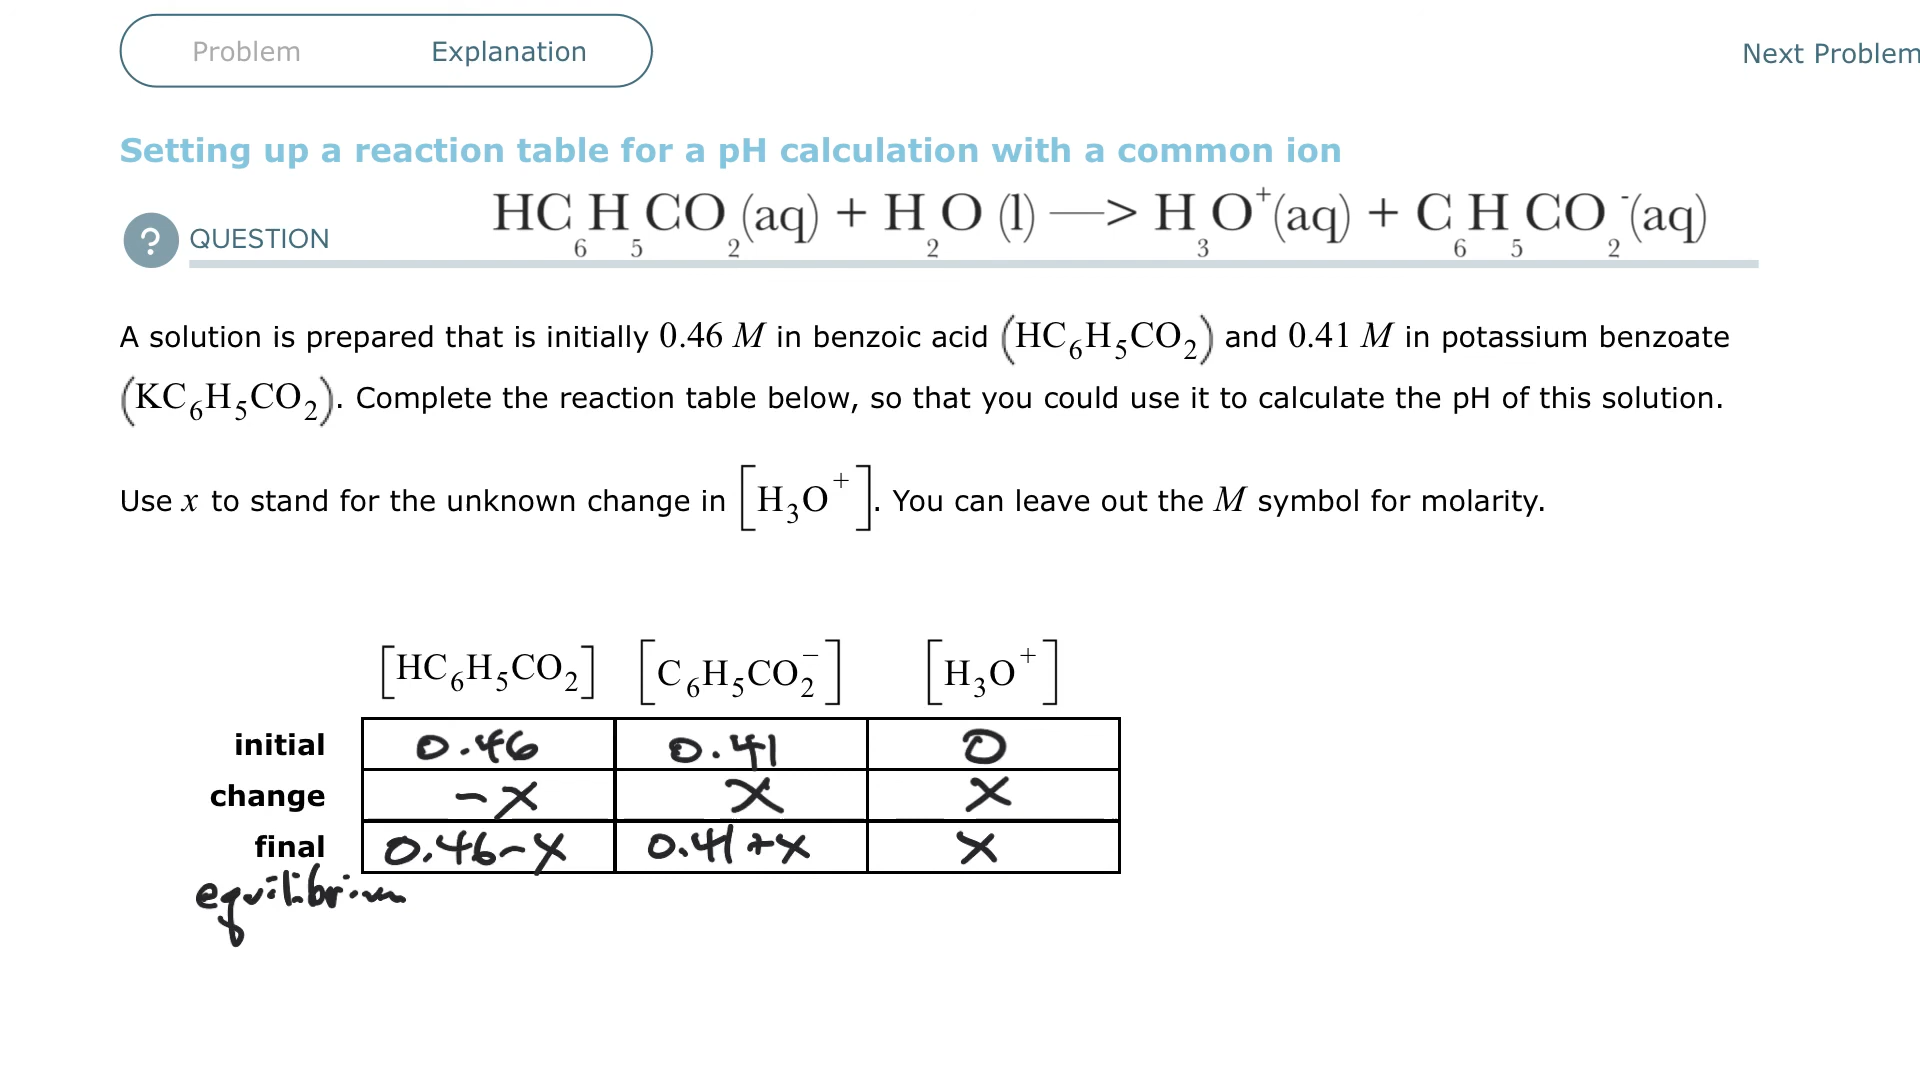 Problem Explanation Next Problem
Setting up a reaction table for a pH calculation with a common ion
HC₆H₅CO₂(aq) + H₂O (l) —> H₃O⁺(aq) + C₆H₅CO₂⁻(aq)
? QUESTION
A solution is prepared that is initially 0.46 M in benzoic acid (HC₆H₅CO₂) and 0.41 M in potassium benzoate
(KC₆H₅CO₂). Complete the reaction table below, so that you could use it to calculate the pH of this solution.
Use x to stand for the unknown change in [H₃O⁺]. You can leave out the M symbol for molarity.
[HC₆H₅CO₂] [C₆H₅CO₂⁻] [H₃O⁺]
initial 0.46 0.41 0
change -x x x
final 0.46-x 0.41+x x
equilibrium